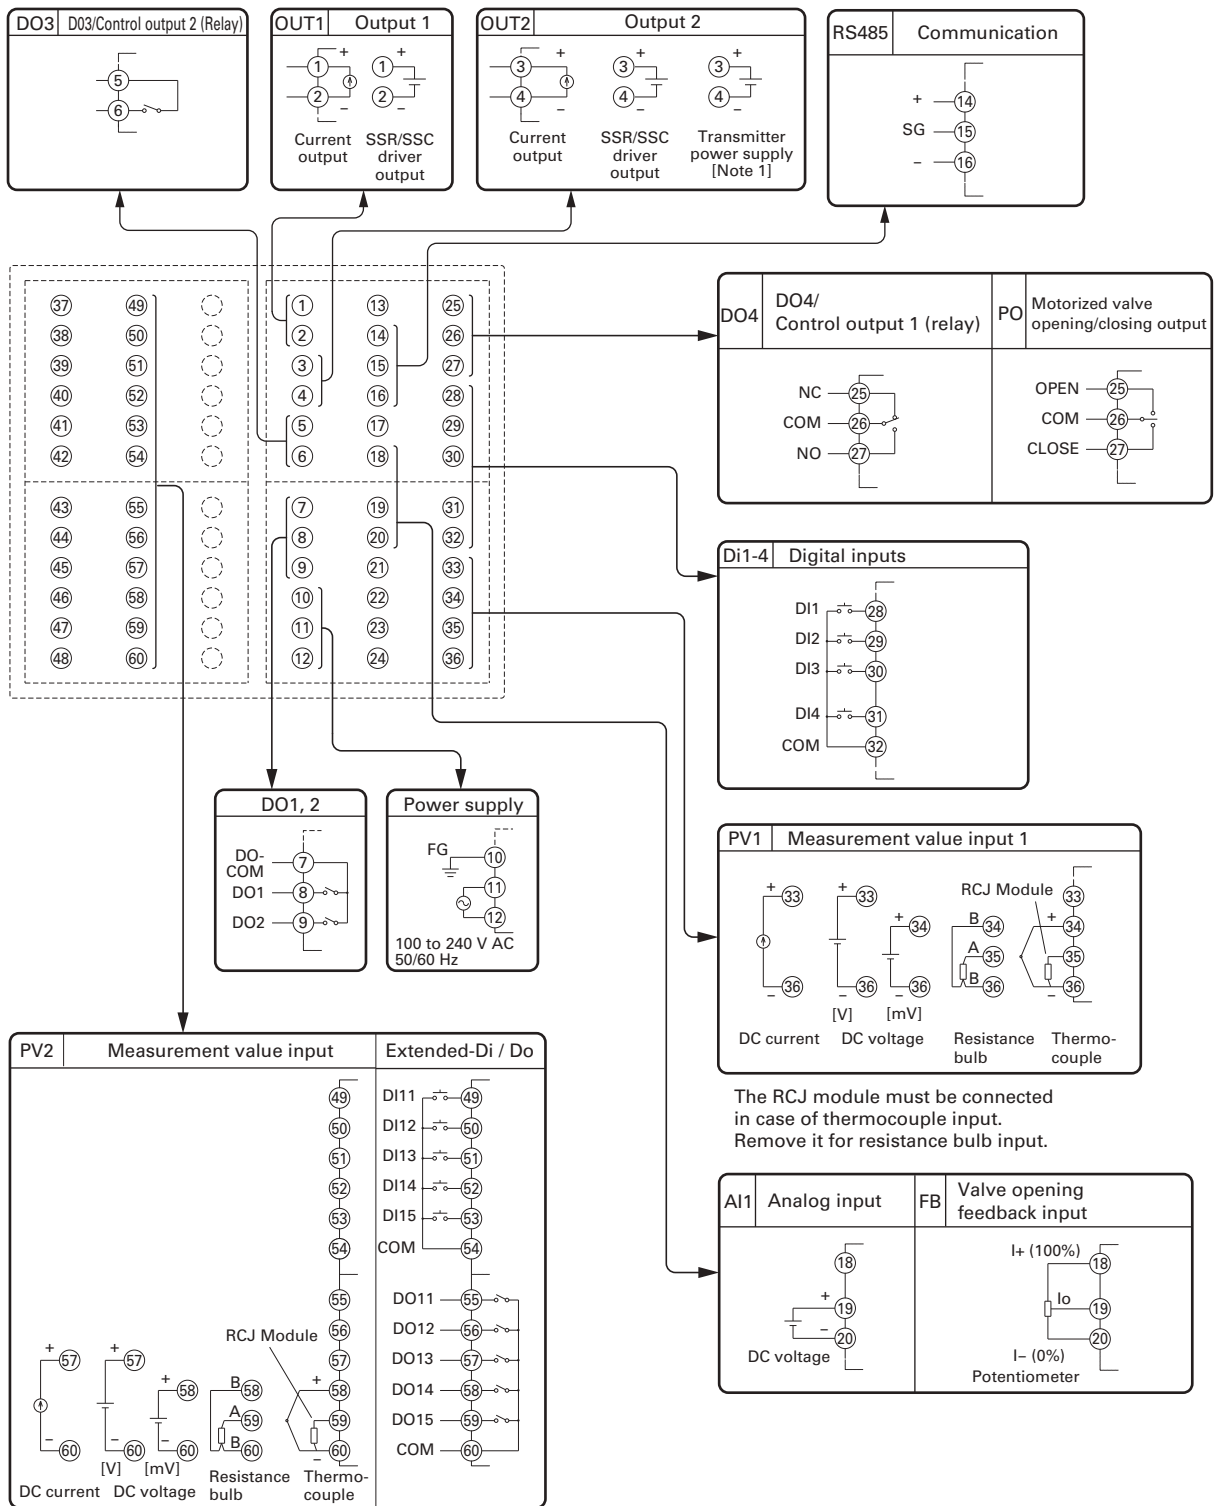 DO3 D03/Control output 2 (Relay)
5
6
OUT1 Output 1
+ +
1 1
2 2
− −
Current output
SSR/SSC driver output
OUT2 Output 2
+ + +
3 3 3
4 4 4
− − −
Current output
SSR/SSC driver output
Transmitter power supply [Note 1]
RS485 Communication
+ 14
SG 15
− 16
37 49 1 13 25
38 50 2 14 26
39 51 3 15 27
40 52 4 16 28
41 53 5 17 29
42 54 6 18 30
43 55 7 19 31
44 56 8 20 32
45 57 9 21 33
46 58 10 22 34
47 59 11 23 35
48 60 12 24 36
DO4 DO4/
Control output 1 (relay)
NC 25
COM 26
NO 27
PO Motorized valve
opening/closing output
OPEN 25
COM 26
CLOSE 27
Di1-4 Digital inputs
DI1 28
DI2 29
DI3 30
DI4 31
COM 32
DO1, 2
DO-
COM 7
DO1 8
DO2 9
Power supply
FG 10
11
12
100 to 240 V AC
50/60 Hz
PV1 Measurement value input 1
RCJ Module
+ 33 + 33 33
+ 34 B 34 + 34
A 35 35
− 36 − 36 − 36 B 36 − 36
[V] [mV]
DC current
DC voltage
Resistance
bulb
Thermo-
couple
The RCJ module must be connected
in case of thermocouple input.
Remove it for resistance bulb input.
AI1 Analog input
18
+ 19
− 20
DC voltage
FB Valve opening
feedback input
I+ (100%) 18
Io 19
20
I− (0%)
Potentiometer
PV2 Measurement value input
49
50
51
52
53
54
55
56
RCJ Module
+ 57 + 57 57
+ 58 B 58 + 58
A 59 59
− 60 − 60 − 60 B 60 − 60
[V] [mV]
DC current
DC voltage
Resistance
bulb
Thermo-
couple
Extended-Di / Do
DI11 49
DI12 50
DI13 51
DI14 52
DI15 53
COM 54
DO11 55
DO12 56
DO13 57
DO14 58
DO15 59
COM 60